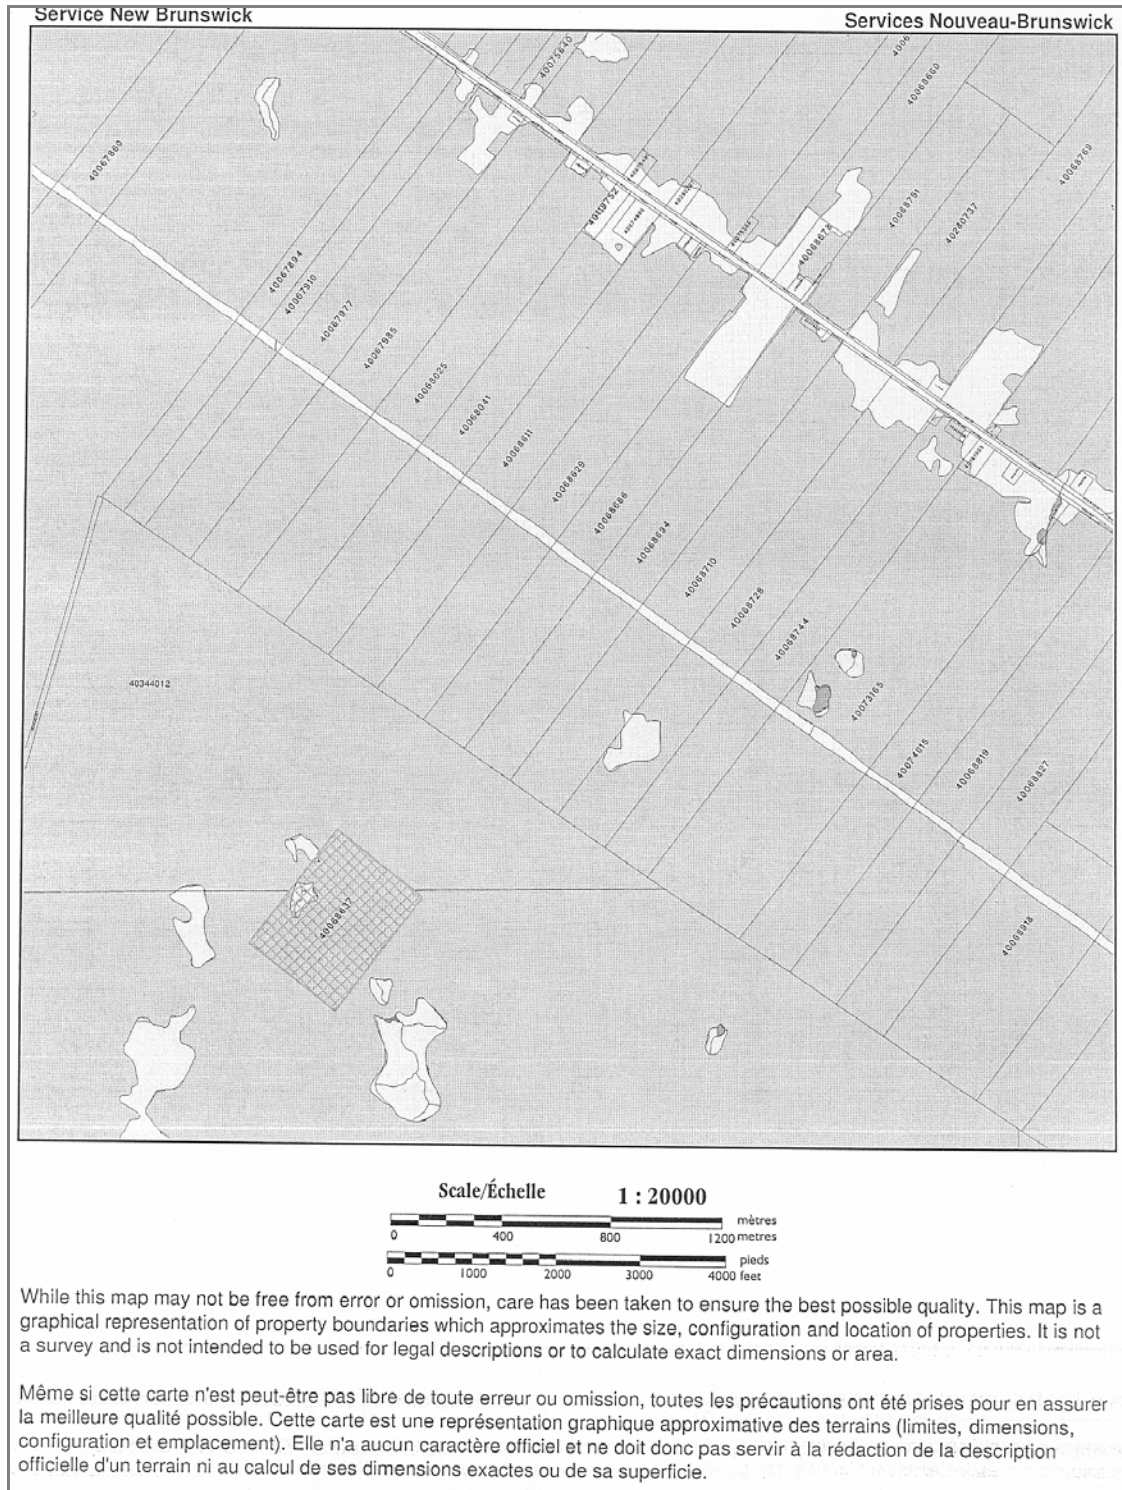 Service New Brunswick
Services Nouveau-Brunswick
40075640
40068660
40068769
40067860
40119752
40068678
40068751
40280737
40067894
40067910
40067977
40067985
40068025
40068041
40068611
40068629
40068686
40068694
40068710
40068728
40068744
40073165
40074015
40068819
40068827
40344012
40068637
40068918
Scale/Échelle 1 : 20000
mètres
0 400 800 1200 metres
pieds
0 1000 2000 3000 4000 feet
While this map may not be free from error or omission, care has been taken to ensure the best possible quality. This map is a
graphical representation of property boundaries which approximates the size, configuration and location of properties. It is not
a survey and is not intended to be used for legal descriptions or to calculate exact dimensions or area.
Même si cette carte n'est peut-être pas libre de toute erreur ou omission, toutes les précautions ont été prises pour en assurer
la meilleure qualité possible. Cette carte est une représentation graphique approximative des terrains (limites, dimensions,
configuration et emplacement). Elle n'a aucun caractère officiel et ne doit donc pas servir à la rédaction de la description
officielle d'un terrain ni au calcul de ses dimensions exactes ou de sa superficie.